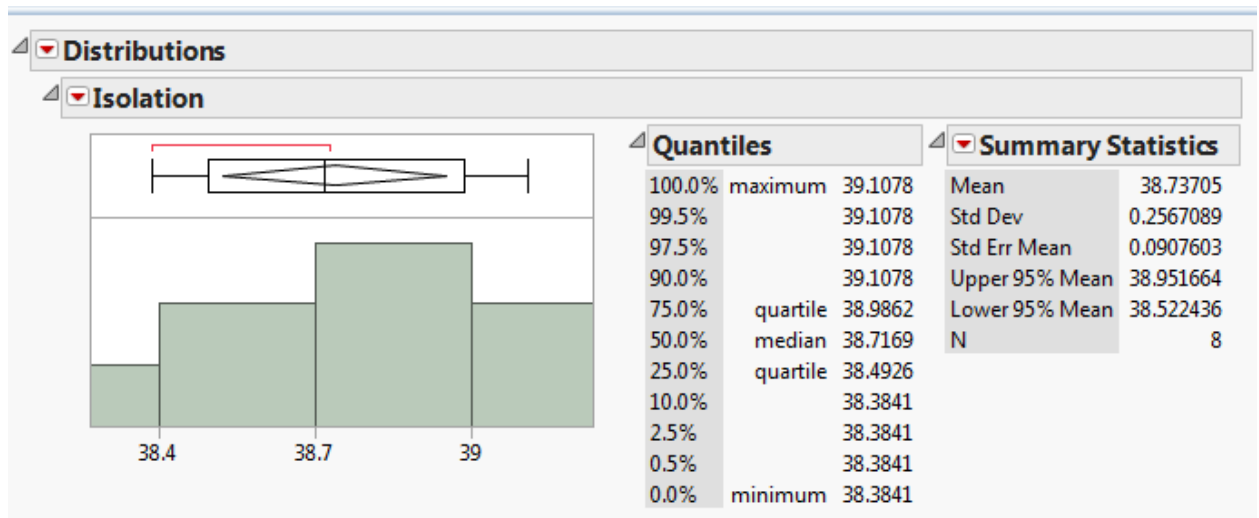 Distributions
Isolation
38.4 38.7 39
Quantiles
100.0% maximum 39.1078
99.5% 39.1078
97.5% 39.1078
90.0% 39.1078
75.0% quartile 38.9862
50.0% median 38.7169
25.0% quartile 38.4926
10.0% 38.3841
2.5% 38.3841
0.5% 38.3841
0.0% minimum 38.3841
Summary Statistics
Mean 38.73705
Std Dev 0.2567089
Std Err Mean 0.0907603
Upper 95% Mean 38.951664
Lower 95% Mean 38.522436
N 8